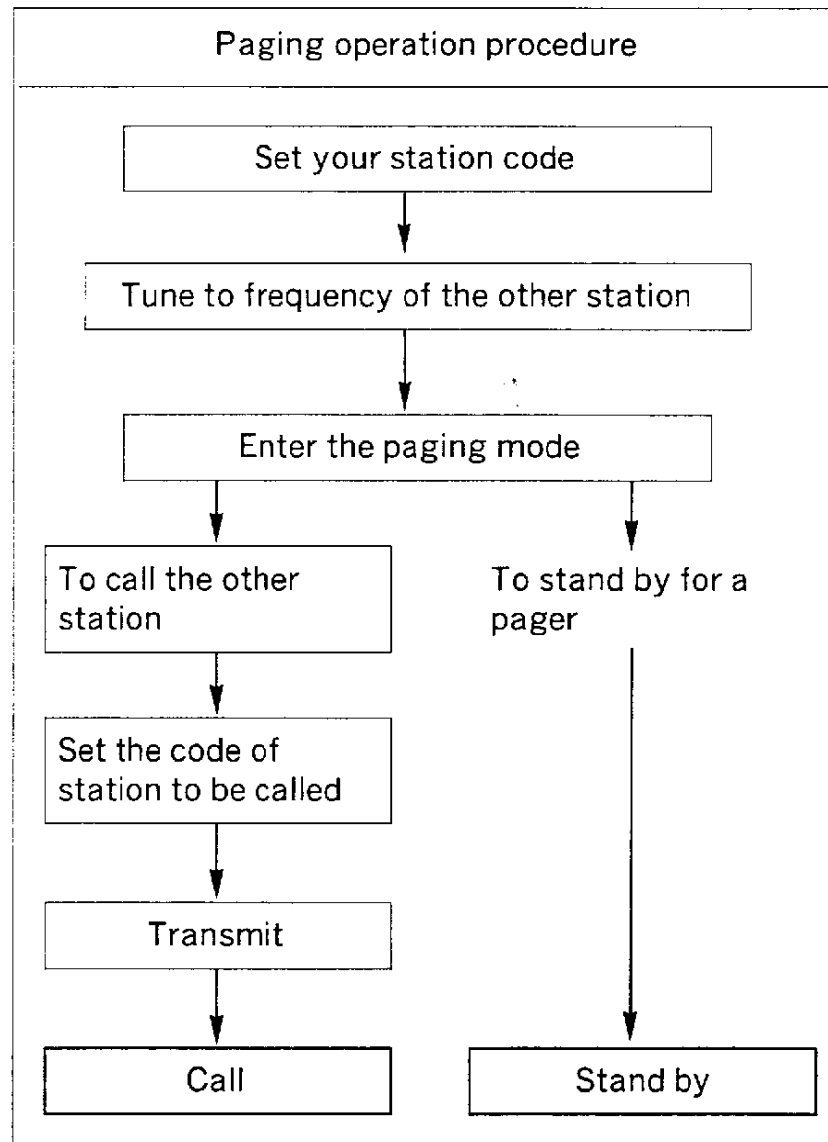 Paging operation procedure
Set your station code
Tune to frequency of the other station
Enter the paging mode
To call the other
station
Set the code of
station to be called
Transmit
Call
To stand by for a
pager
Stand by